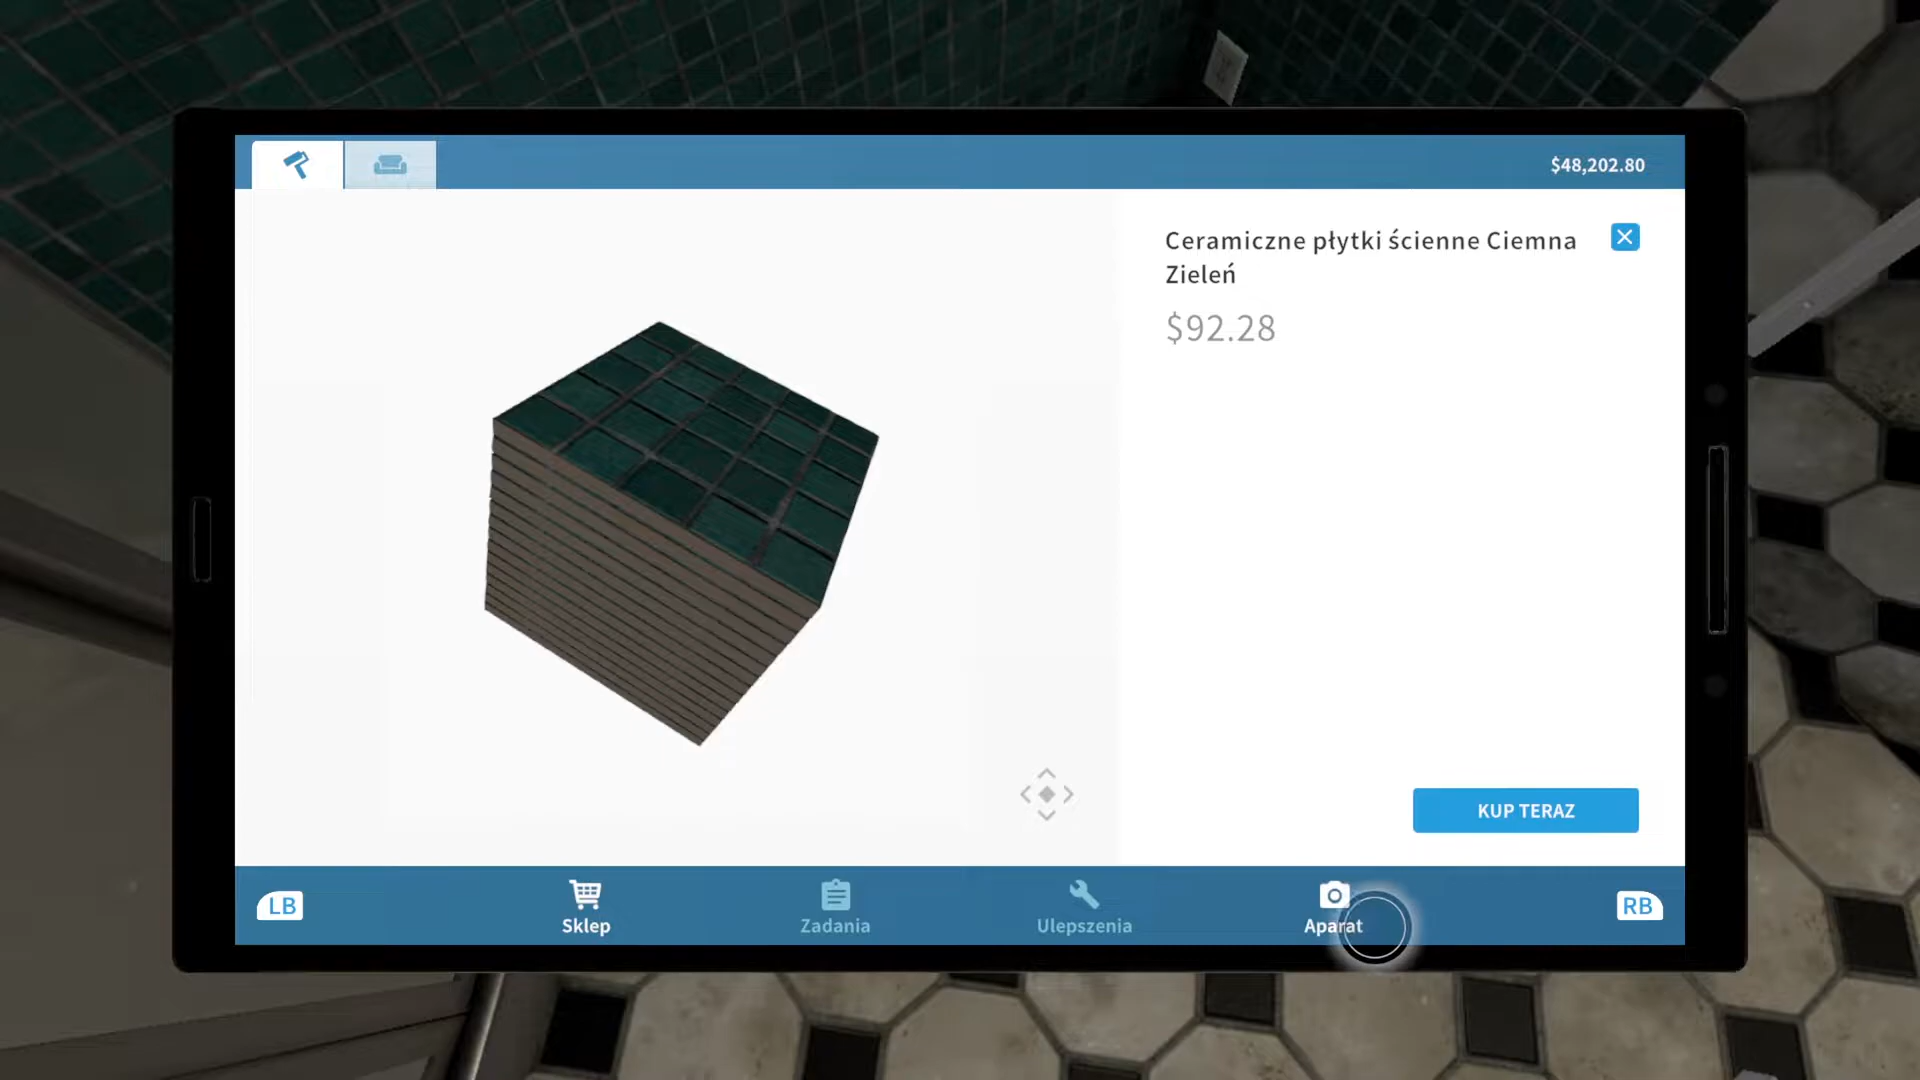 $48,202.80
Ceramiczne płytki ścienne Ciemna
Zieleń
$92.28
KUP TERAZ
LB
Sklep
Zadania
Ulepszenia
Aparat
RB